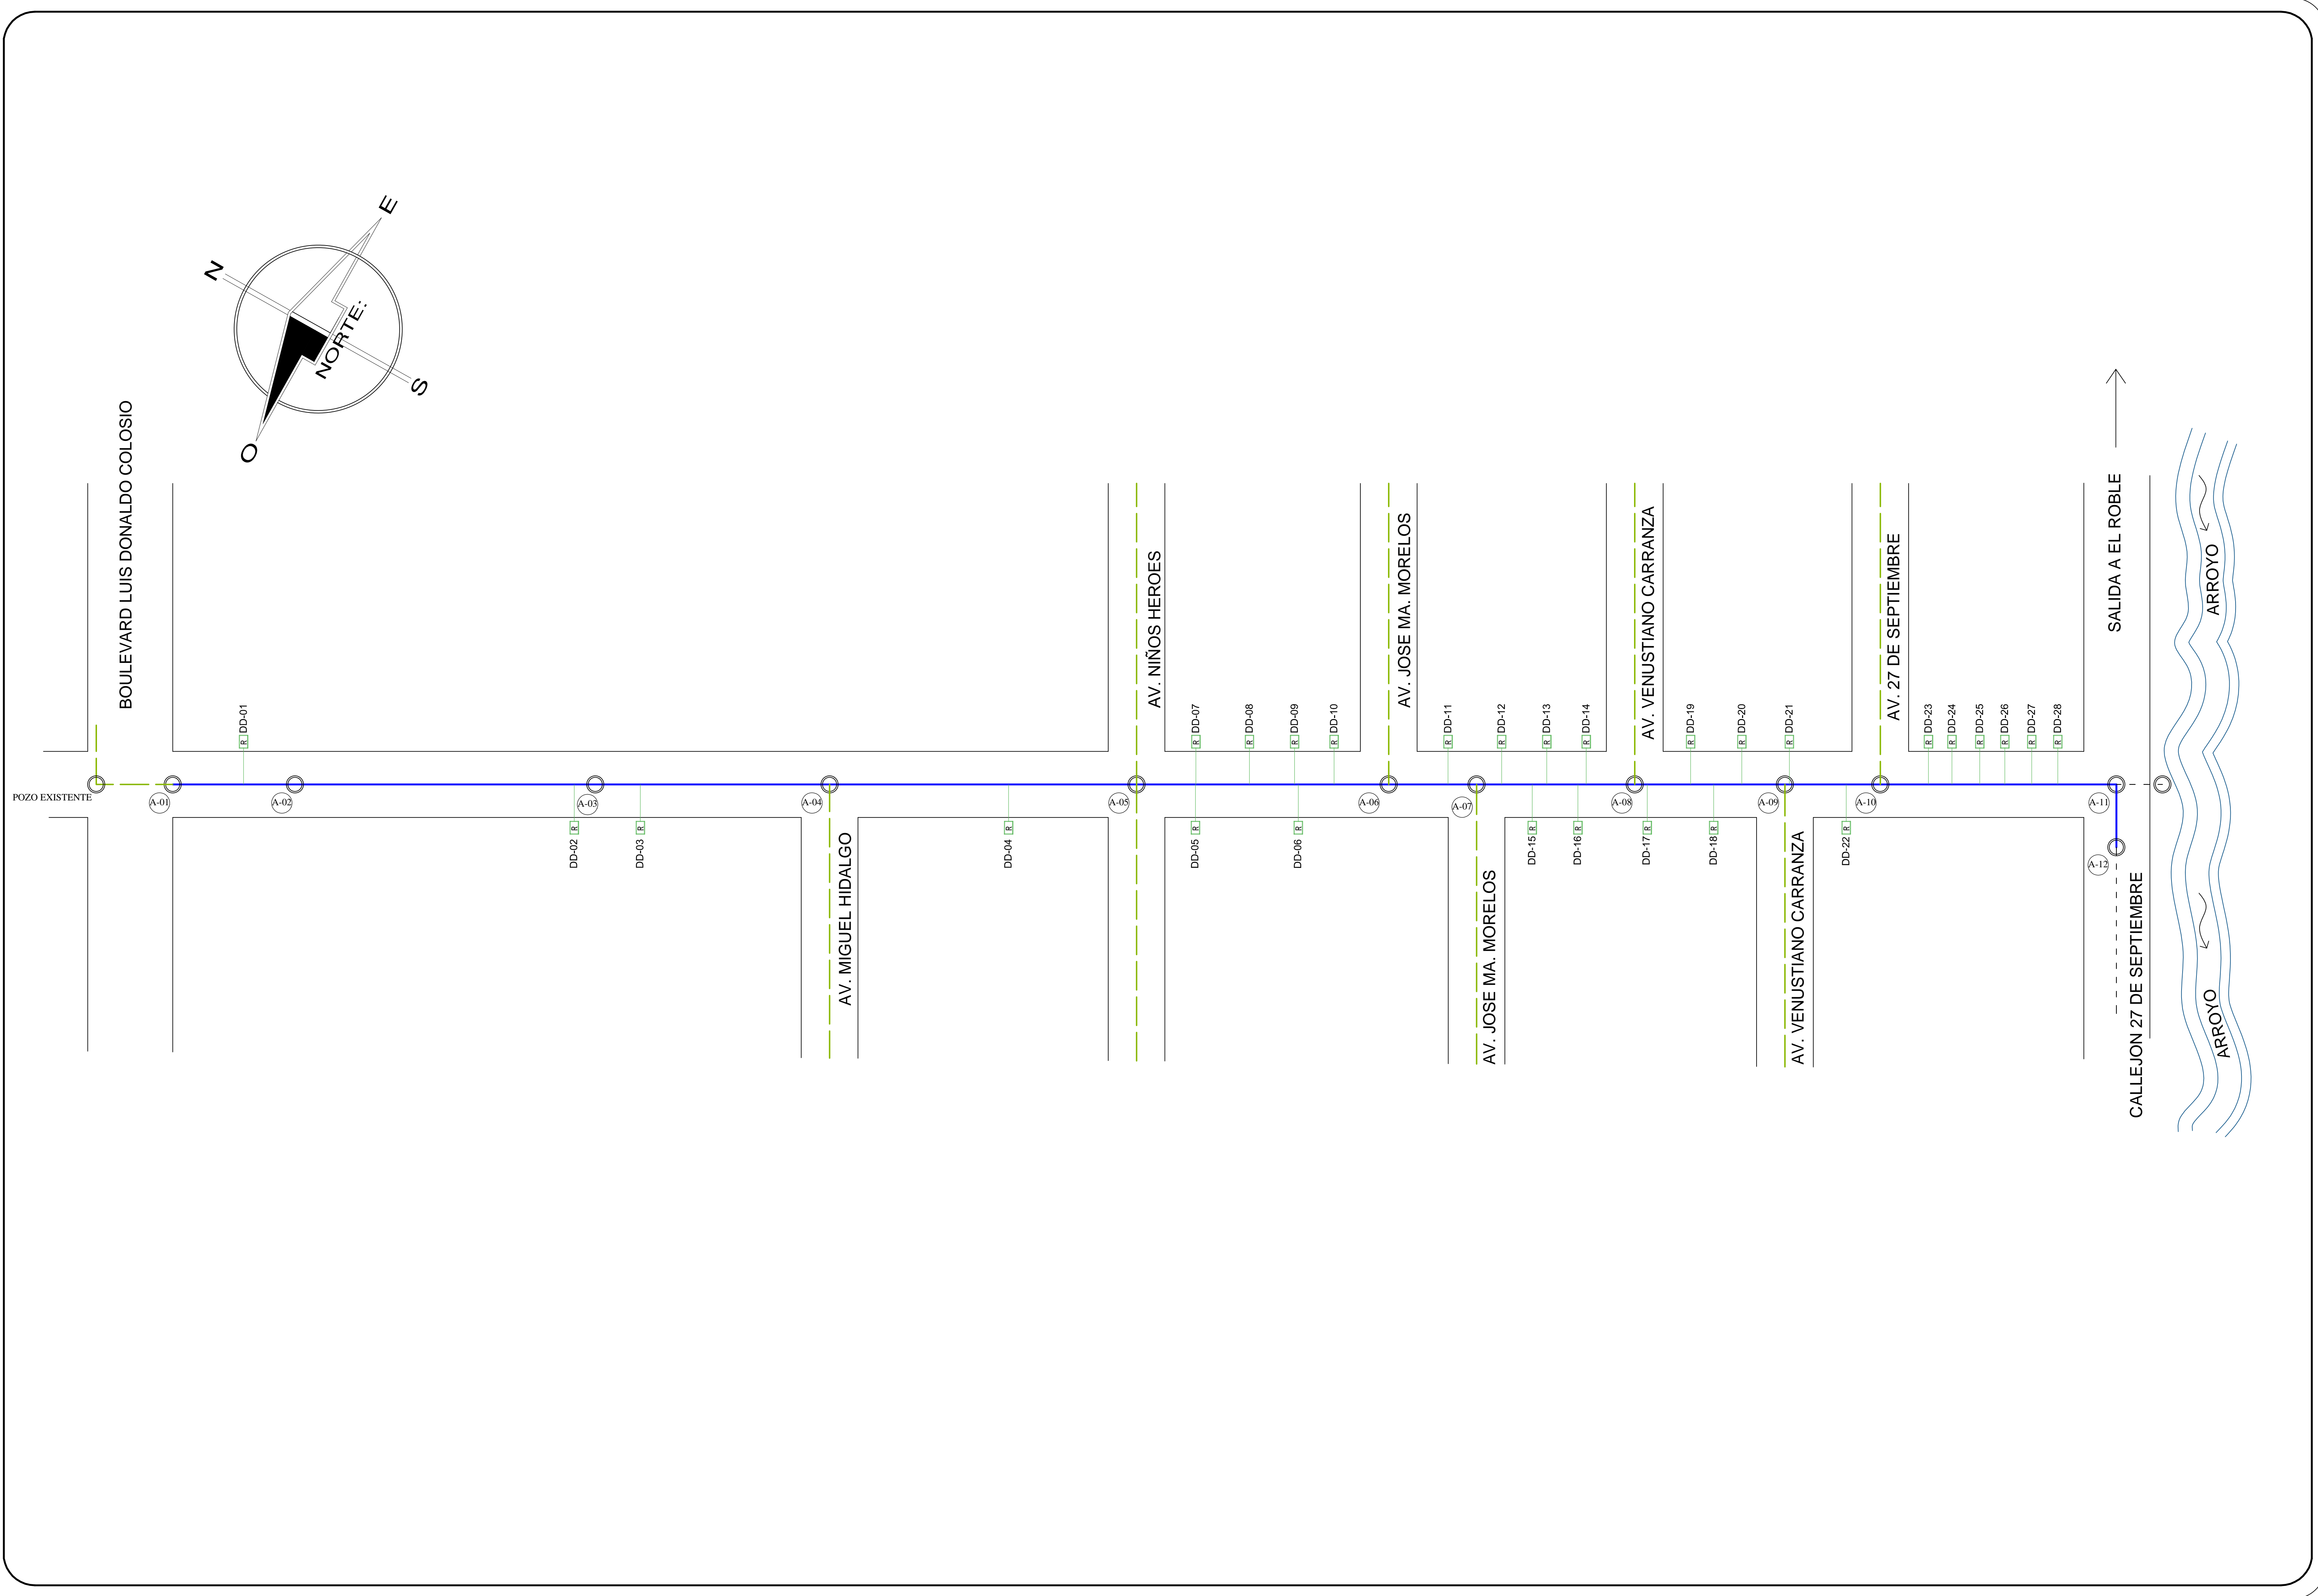 N
E
NORTE:
O
S
BOULEVARD LUIS DONALDO COLOSIO
AV. NIÑOS HEROES
AV. JOSE MA. MORELOS
AV. VENUSTIANO CARRANZA
AV. 27 DE SEPTIEMBRE
SALIDA A EL ROBLE
ARROYO
R DD-01
R DD-07
R DD-08
R DD-09
R DD-10
R DD-11
R DD-12
R DD-13
R DD-14
R DD-19
R DD-20
R DD-21
R DD-23
R DD-24
R DD-25
R DD-26
R DD-27
R DD-28
POZO EXISTENTE
A-01
A-02
A-03
A-04
A-05
A-06
A-07
A-08
A-09
A-10
A-11
A-12
DD-02 R
DD-03 R
DD-04 R
DD-05 R
DD-06 R
DD-15 R
DD-16 R
DD-17 R
DD-18 R
DD-22 R
AV. MIGUEL HIDALGO
AV. JOSE MA. MORELOS
AV. VENUSTIANO CARRANZA
CALLEJON 27 DE SEPTIEMBRE
ARROYO